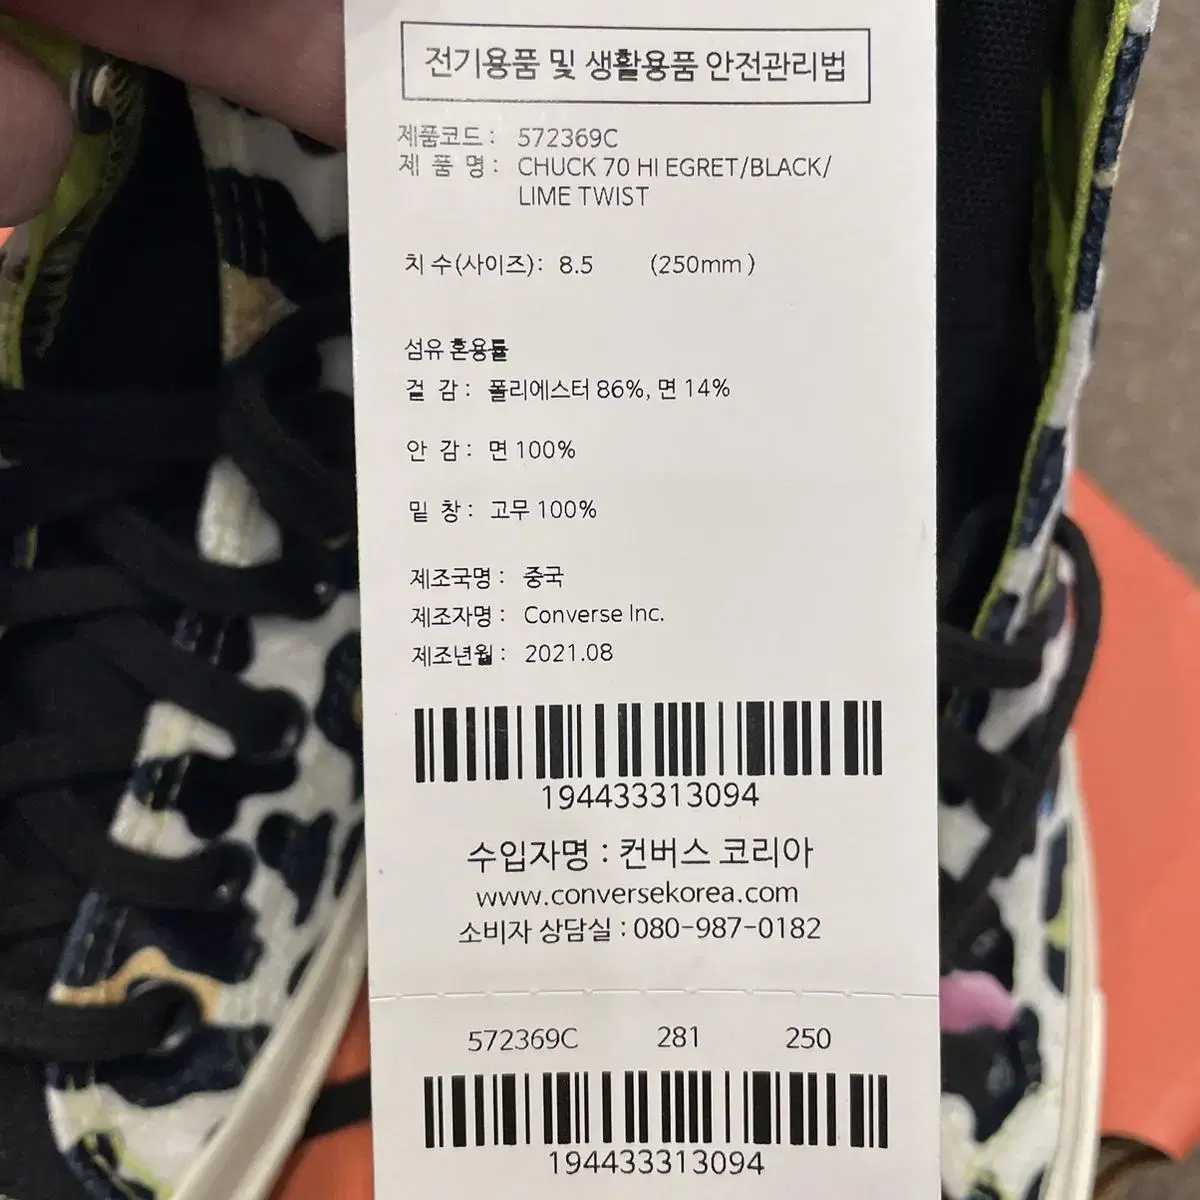 전기용품 및 생활용품 안전관리법
제품코드 : 572369C
제 품 명 : CHUCK 70 HI EGRET/BLACK/
LIME TWIST
치 수(사이즈) : 8.5 (250mm)
섬유 혼용률
겉 감 : 폴리에스터 86%, 면 14%
안 감 : 면 100%
밑 창 : 고무 100%
제조국명 : 중국
제조자명 : Converse Inc.
제조년월 : 2021.08
194433313094
수입자명 : 컨버스 코리아
www.conversekorea.com
소비자 상담실 : 080-987-0182
572369C 281 250
194433313094